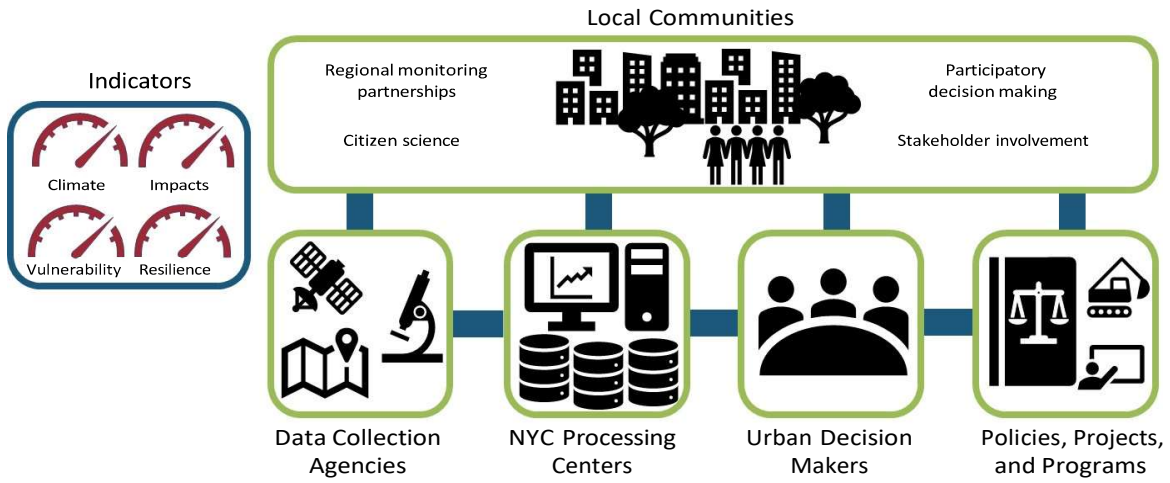 Local Communities
Indicators
Regional monitoring
partnerships
Citizen science
Participatory
decision making
Stakeholder involvement
Climate
Impacts
Vulnerability
Resilience
Data Collection
Agencies
NYC Processing
Centers
Urban Decision
Makers
Policies, Projects,
and Programs